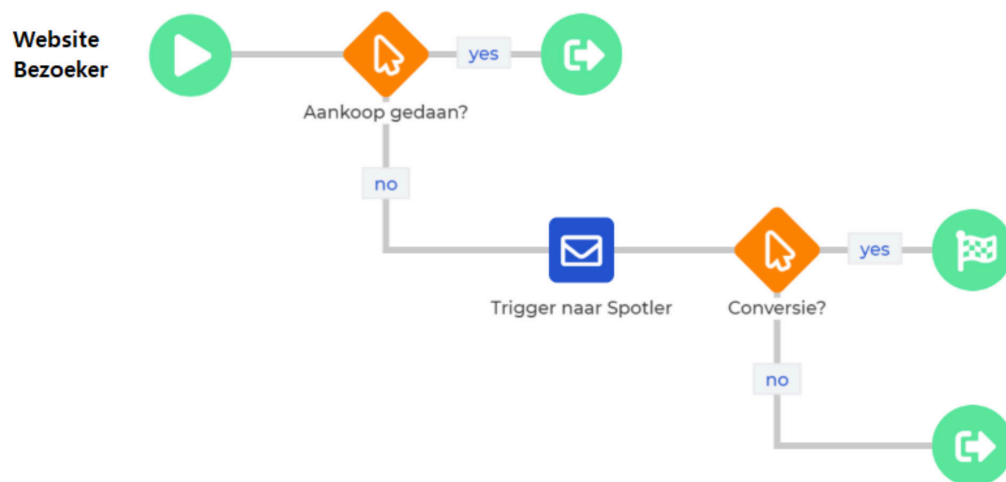 Website
Bezoeker
yes
Aankoop gedaan?
no
yes
Trigger naar Spotler
Conversie?
no